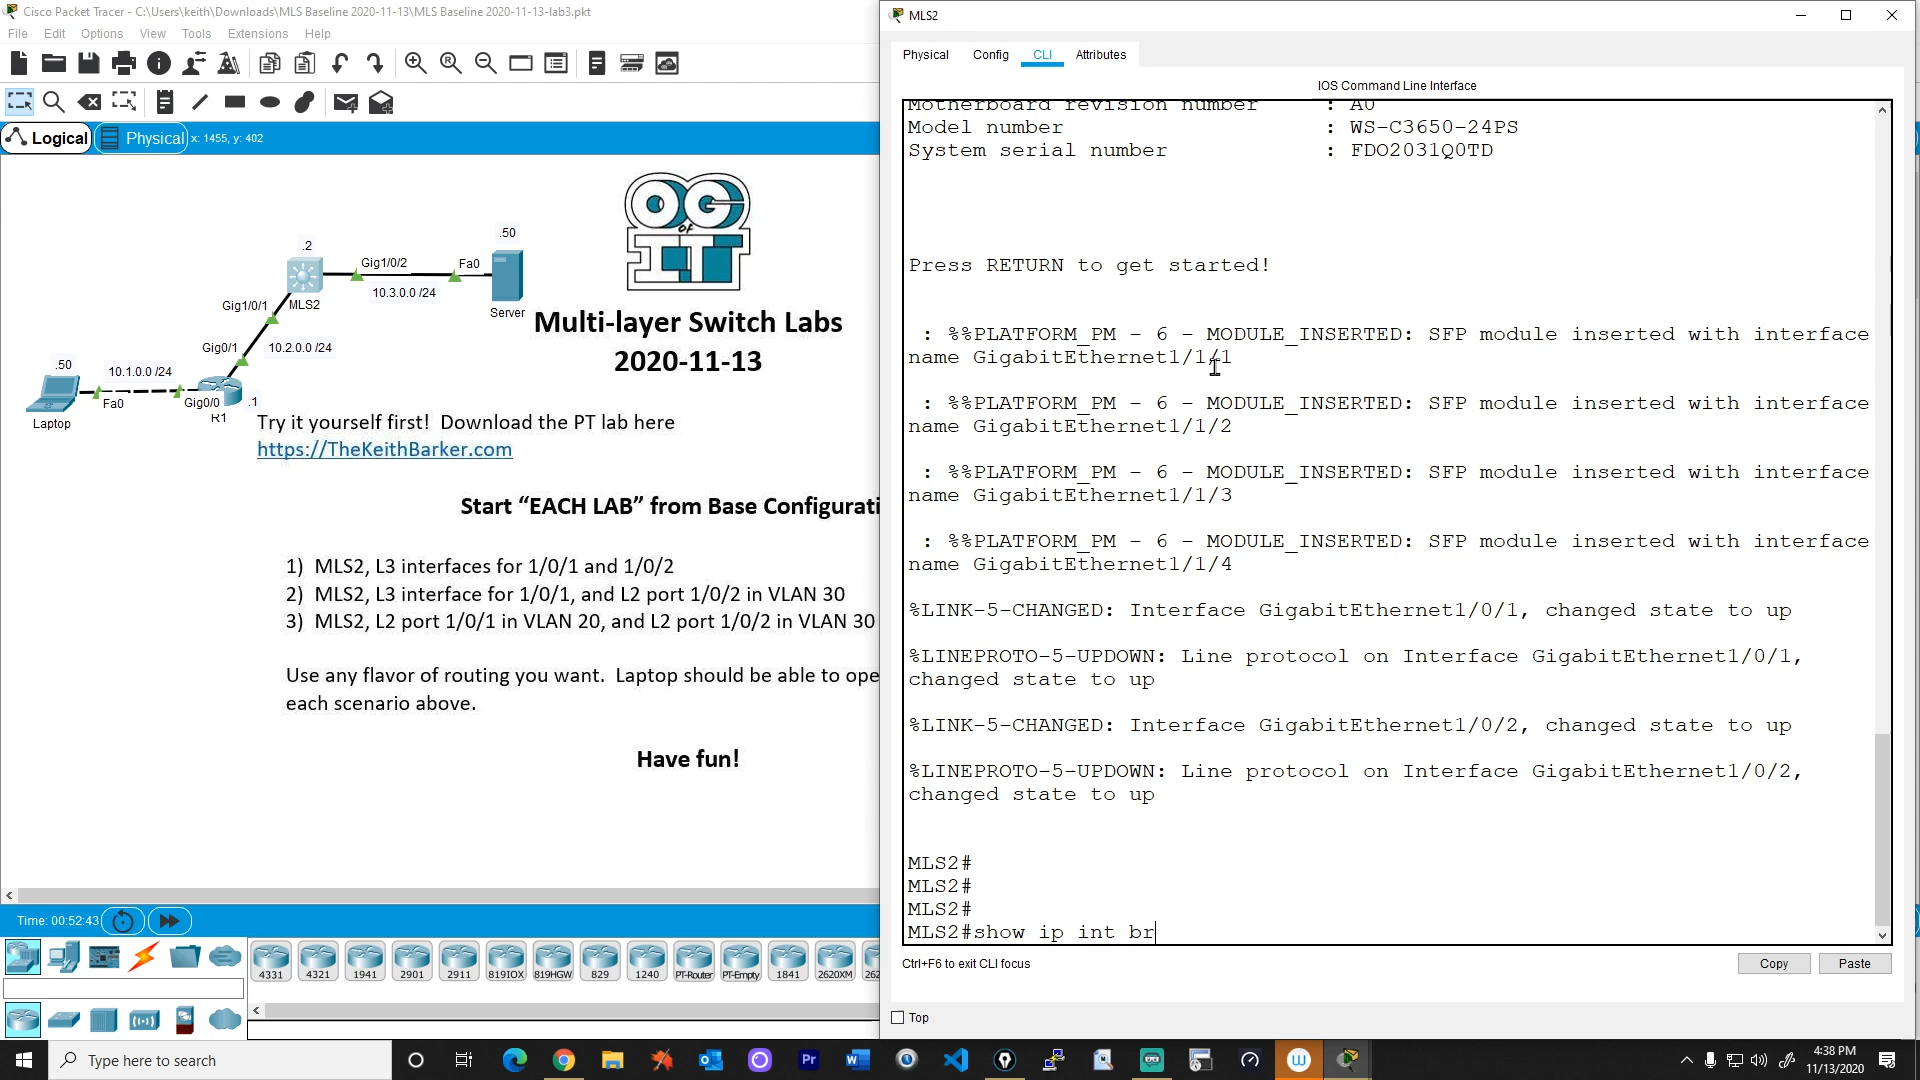 Cisco Packet Tracer - C:\Users\keith\Downloads\MLS Baseline 2020-11-13\MLS Baseline 2020-11-13-lab3.pkt
File Edit Options View Tools Extensions Help
Logical Physical x: 1455, y: 402
OG OF IT
.2
.50
Gig1/0/2
Fa0
10.3.0.0 /24
Gig1/0/1
MLS2
Server
Gig0/1
10.2.0.0 /24
.50
10.1.0.0 /24
Fa0
Gig0/0
.1
R1
Laptop
Multi-layer Switch Labs
2020-11-13
Try it yourself first! Download the PT lab here
https://TheKeithBarker.com
Start “EACH LAB” from Base Configurati
1) MLS2, L3 interfaces for 1/0/1 and 1/0/2
2) MLS2, L3 interface for 1/0/1, and L2 port 1/0/2 in VLAN 30
3) MLS2, L2 port 1/0/1 in VLAN 20, and L2 port 1/0/2 in VLAN 30
Use any flavor of routing you want. Laptop should be able to ope
each scenario above.
Have fun!
Time: 00:52:43
4331 4321 1941 2901 2911 819IOX 819HGW 829 1240 PT-Router PT-Empty 1841 2620XM 262
MLS2
Physical Config CLI Attributes
IOS Command Line Interface
Motherboard revision number : A0
Model number : WS-C3650-24PS
System serial number : FDO2031Q0TD
Press RETURN to get started!
: %%PLATFORM_PM - 6 - MODULE_INSERTED: SFP module inserted with interface
name GigabitEthernet1/1/1
: %%PLATFORM_PM - 6 - MODULE_INSERTED: SFP module inserted with interface
name GigabitEthernet1/1/2
: %%PLATFORM_PM - 6 - MODULE_INSERTED: SFP module inserted with interface
name GigabitEthernet1/1/3
: %%PLATFORM_PM - 6 - MODULE_INSERTED: SFP module inserted with interface
name GigabitEthernet1/1/4
%LINK-5-CHANGED: Interface GigabitEthernet1/0/1, changed state to up
%LINEPROTO-5-UPDOWN: Line protocol on Interface GigabitEthernet1/0/1,
changed state to up
%LINK-5-CHANGED: Interface GigabitEthernet1/0/2, changed state to up
%LINEPROTO-5-UPDOWN: Line protocol on Interface GigabitEthernet1/0/2,
changed state to up
MLS2#
MLS2#
MLS2#
MLS2#show ip int br
Ctrl+F6 to exit CLI focus
Copy Paste
Top
Type here to search
Pr
4:38 PM
11/13/2020